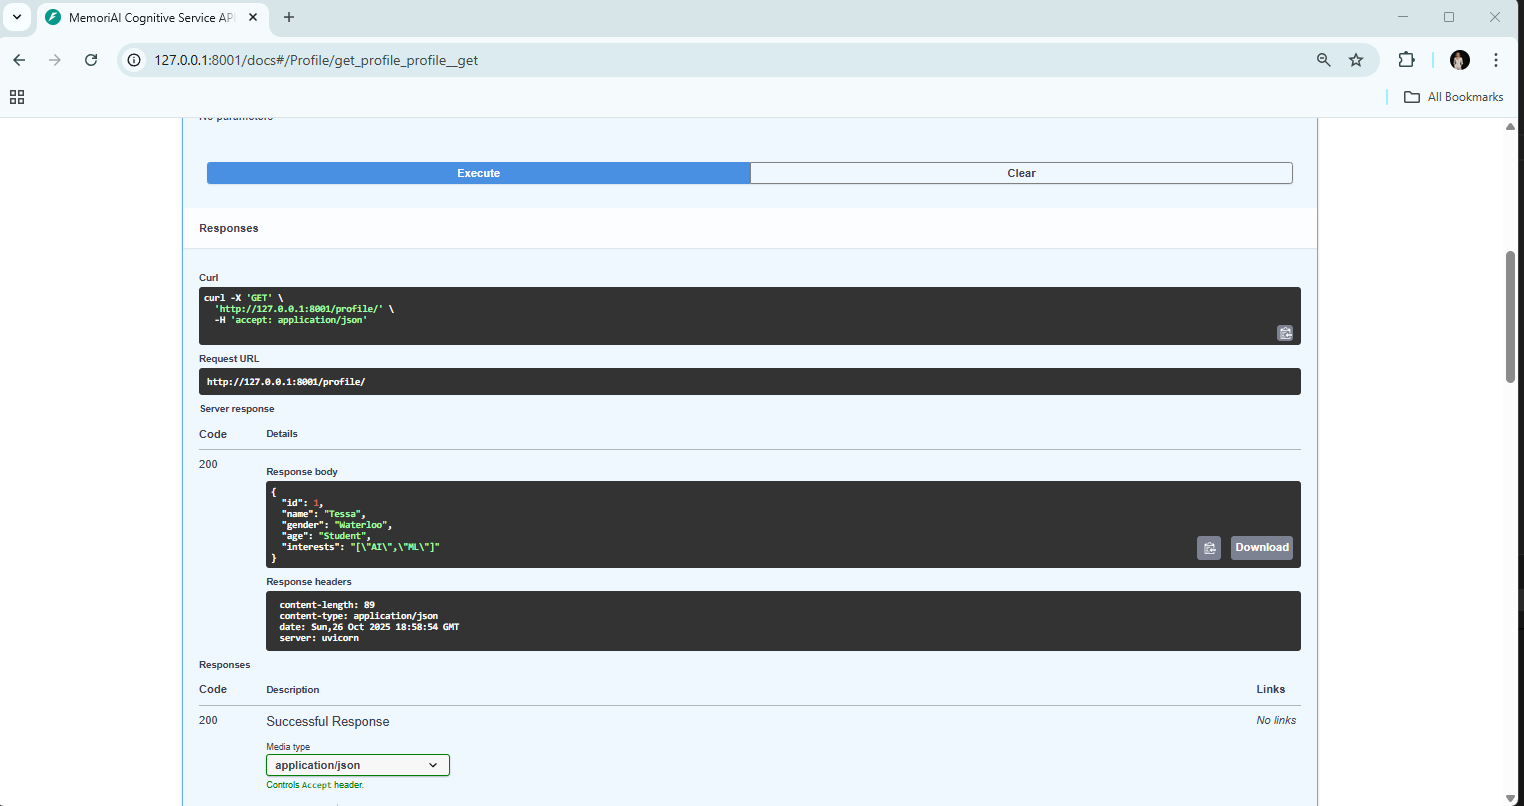 MemoriAI Cognitive Service API
127.0.0.1:8001/docs#/Profile/get_profile_profile__get
All Bookmarks
No parameters
Execute
Clear
Responses
Curl
curl -X 'GET' \
'http://127.0.0.1:8001/profile/' \
-H 'accept: application/json'
Request URL
http://127.0.0.1:8001/profile/
Server response
Code Details
200
Response body
{
"id": 1,
"name": "Tessa",
"gender": "Waterloo",
"age": "Student",
"interests": "[\"AI\",\"ML\"]"
}
Download
Response headers
content-length: 89
content-type: application/json
date: Sun,26 Oct 2025 18:58:54 GMT
server: uvicorn
Responses
Code Description Links
200 Successful Response No links
Media type
application/json
Controls Accept header.